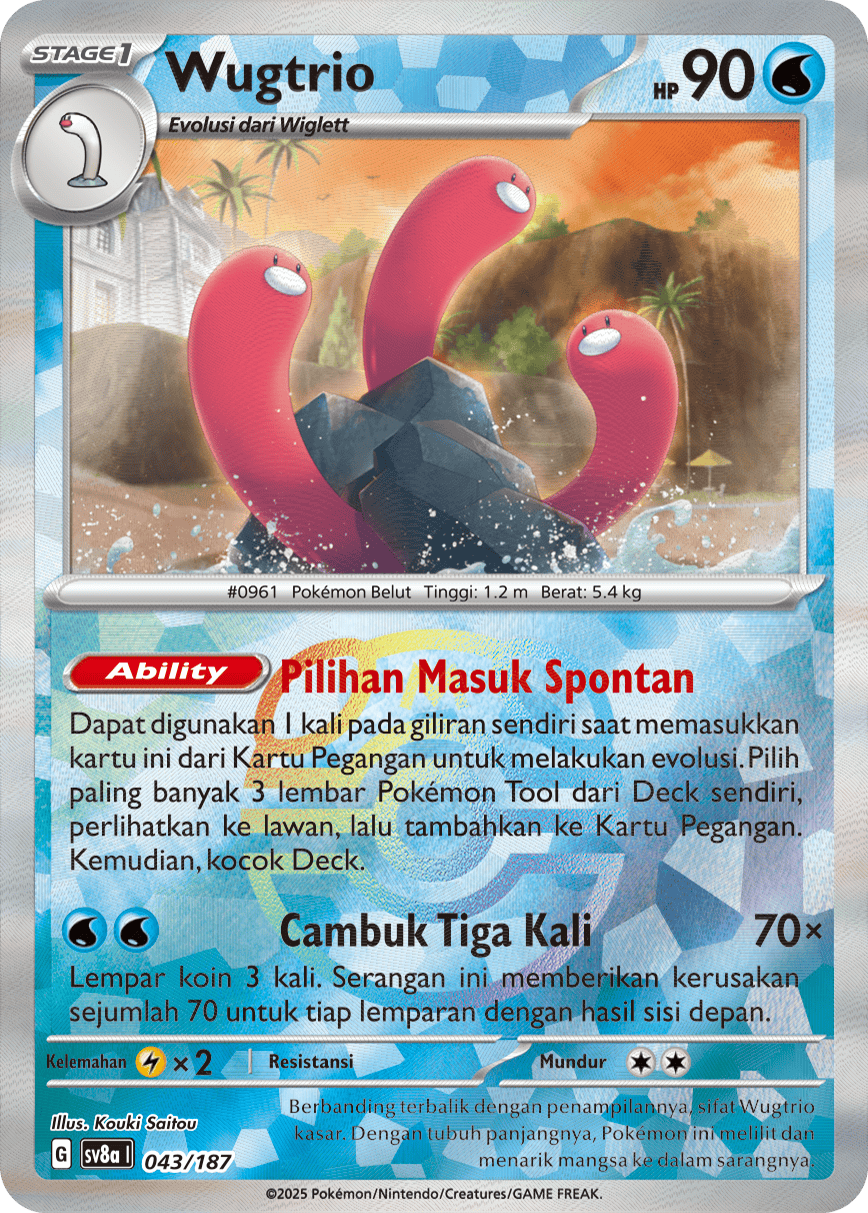 STAGE1
Wugtrio
HP 90
Evolusi dari Wiglett
#0961 Pokémon Belut Tinggi: 1.2 m Berat: 5.4 kg
Ability Pilihan Masuk Spontan
Dapat digunakan 1 kali pada giliran sendiri saat memasukkan
kartu ini dari Kartu Pegangan untuk melakukan evolusi. Pilih
paling banyak 3 lembar Pokémon Tool dari Deck sendiri,
perlihatkan ke lawan, lalu tambahkan ke Kartu Pegangan.
Kemudian, kocok Deck.
Cambuk Tiga Kali 70×
Lempar koin 3 kali. Serangan ini memberikan kerusakan
sejumlah 70 untuk tiap lemparan dengan hasil sisi depan.
Kelemahan ×2 Resistansi Mundur
Illus. Kouki Saitou
G sv8a I 043/187
Berbanding terbalik dengan penampilannya, sifat Wugtrio
kasar. Dengan tubuh panjangnya, Pokémon ini melilit dan
menarik mangsa ke dalam sarangnya.
©2025 Pokémon/Nintendo/Creatures/GAME FREAK.